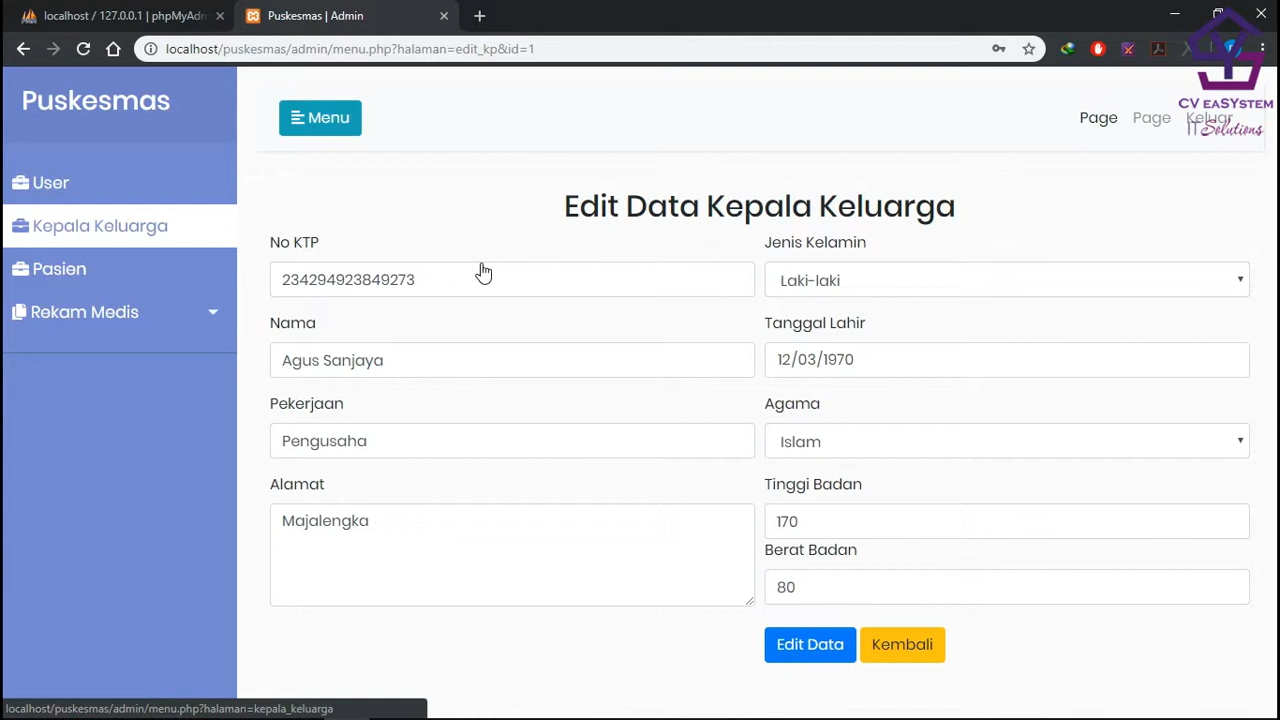 localhost / 127.0.0.1 | phpMyAdm
Puskesmas | Admin
localhost/puskesmas/admin/menu.php?halaman=edit_kp&id=1
CV eaSYstem
IT Solutions
Puskesmas
Menu
Page Page Keluar
User
Kepala Keluarga
Pasien
Rekam Medis
Edit Data Kepala Keluarga
No KTP
234294923849273
Jenis Kelamin
Laki-laki
Nama
Agus Sanjaya
Tanggal Lahir
12/03/1970
Pekerjaan
Pengusaha
Agama
Islam
Alamat
Majalengka
Tinggi Badan
170
Berat Badan
80
Edit Data
Kembali
localhost/puskesmas/admin/menu.php?halaman=kepala_keluarga